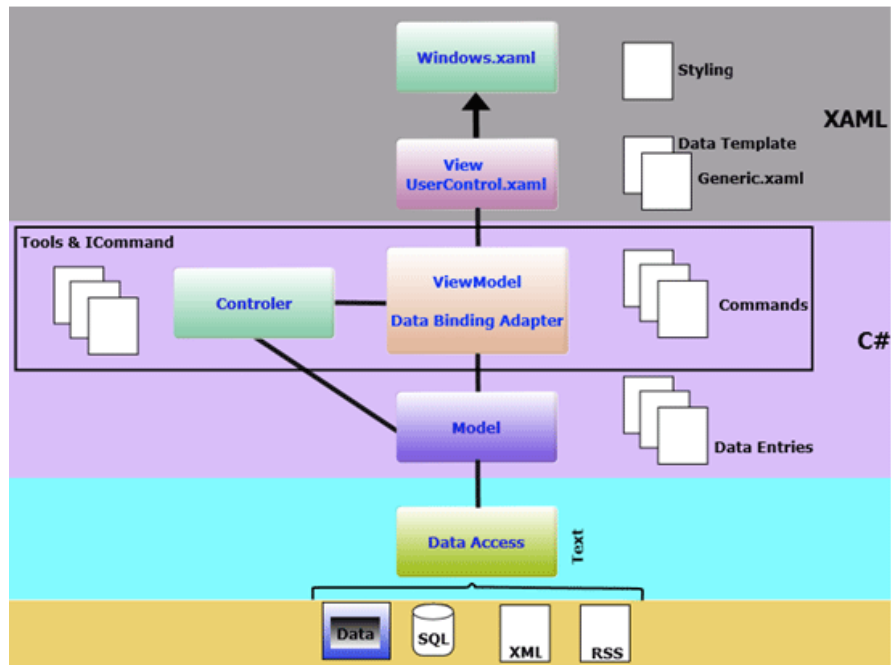 Windows.xaml
Styling
XAML
View
UserControl.xaml
Data Template
Generic.xaml
Tools & ICommand
Controler
ViewModel
Data Binding Adapter
Commands
C#
Model
Data Entries
Data Access
Text
Data
SQL
XML
RSS